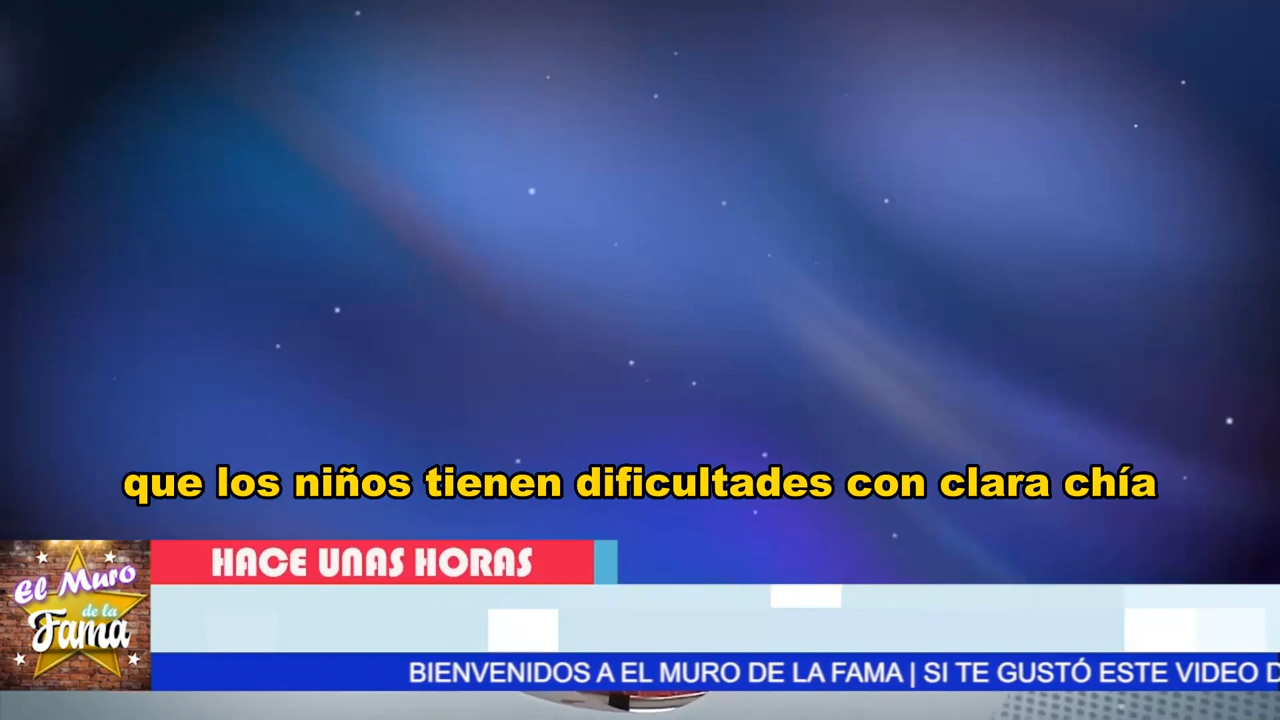 que los niños tienen dificultades con clara chía
HACE UNAS HORAS
El Muro
de la
Fama
BIENVENIDOS A EL MURO DE LA FAMA | SI TE GUSTÓ ESTE VIDEO D